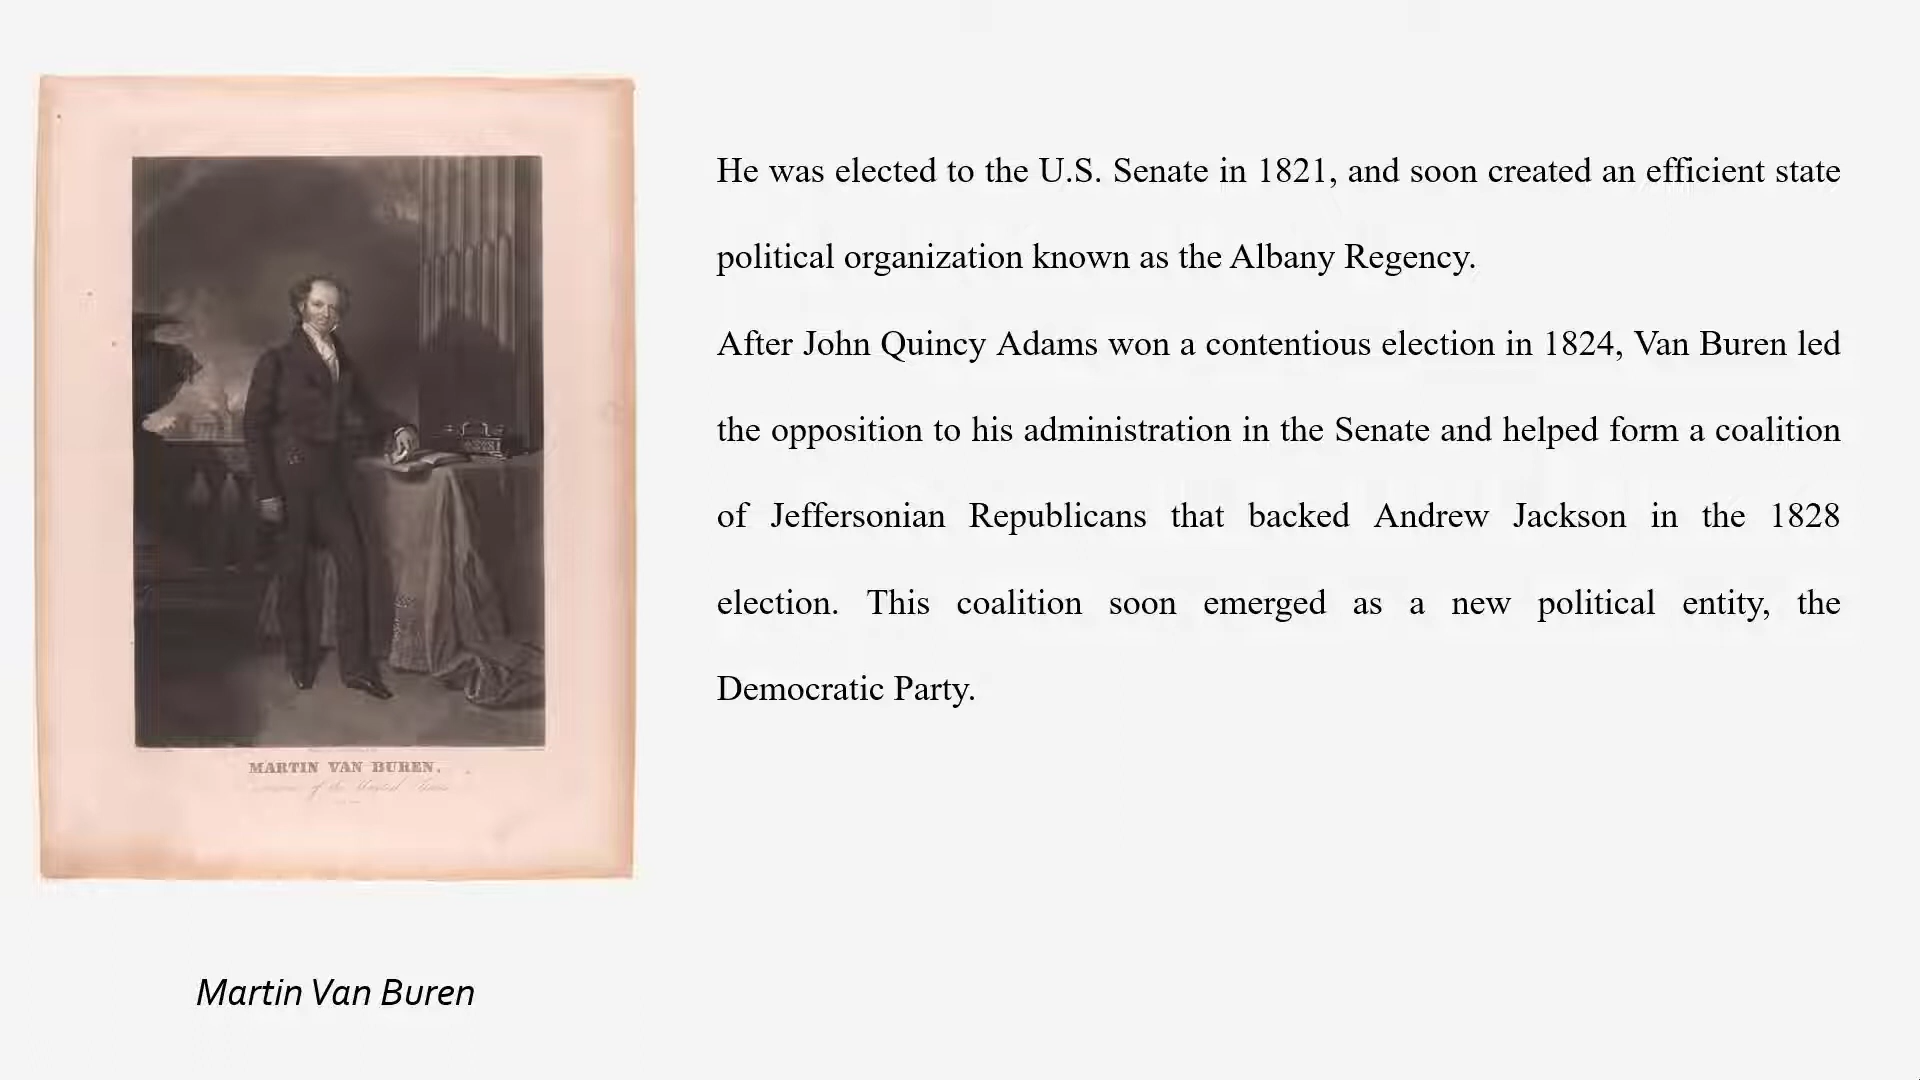 He was elected to the U.S. Senate in 1821, and soon created an efficient state
political organization known as the Albany Regency.
After John Quincy Adams won a contentious election in 1824, Van Buren led
the opposition to his administration in the Senate and helped form a coalition
of Jeffersonian Republicans that backed Andrew Jackson in the 1828
election. This coalition soon emerged as a new political entity, the
Democratic Party.
MARTIN VAN BUREN.
of the United
Martin Van Buren